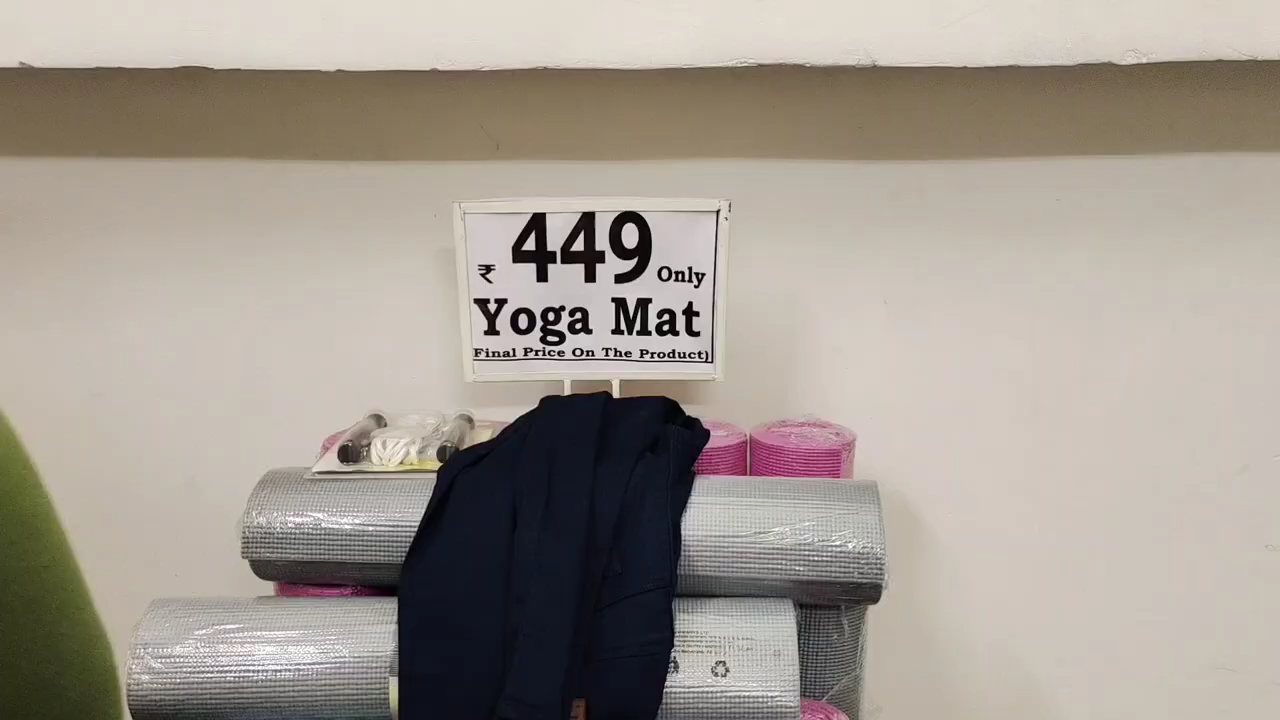 ₹ 449 Only
Yoga Mat
Final Price On The Product)